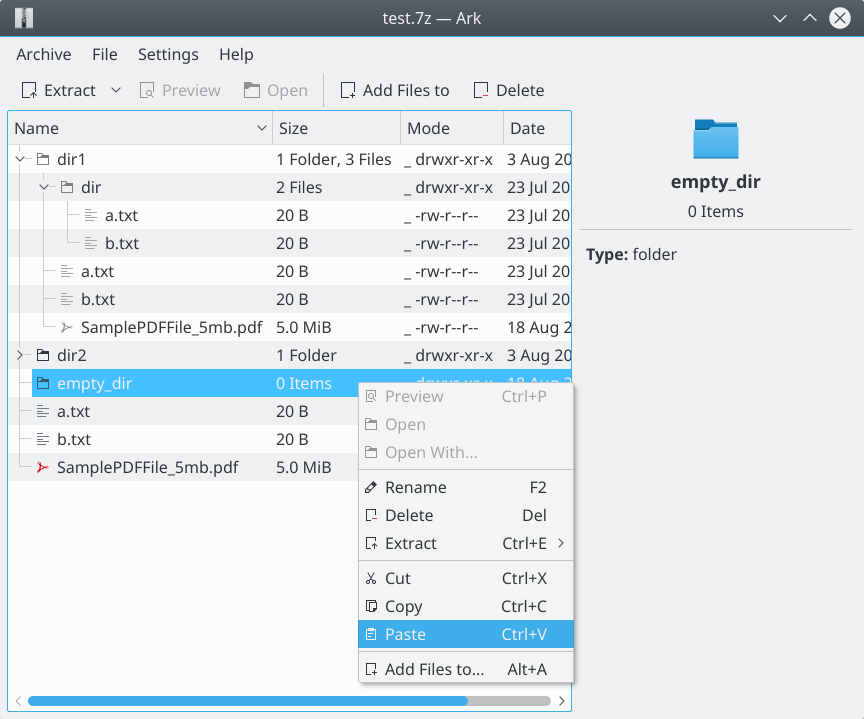 test.7z — Ark
Archive File Settings Help
Extract Preview Open Add Files to Delete
Name Size Mode Date
dir1 1 Folder, 3 Files _ drwxr-xr-x 3 Aug 20
dir 2 Files _ drwxr-xr-x 23 Jul 20
a.txt 20 B _ -rw-r--r-- 23 Jul 20
b.txt 20 B _ -rw-r--r-- 23 Jul 20
a.txt 20 B _ -rw-r--r-- 23 Jul 20
b.txt 20 B _ -rw-r--r-- 23 Jul 20
SamplePDFFile_5mb.pdf 5.0 MiB _ -rw-r--r-- 18 Aug 2
dir2 1 Folder _ drwxr-xr-x 3 Aug 20
empty_dir 0 Items _ drwxr-xr-x 18 Aug 2
a.txt 20 B
b.txt 20 B
SamplePDFFile_5mb.pdf 5.0 MiB
Preview Ctrl+P
Open
Open With...
Rename F2
Delete Del
Extract Ctrl+E
Cut Ctrl+X
Copy Ctrl+C
Paste Ctrl+V
Add Files to... Alt+A
empty_dir
0 Items
Type: folder